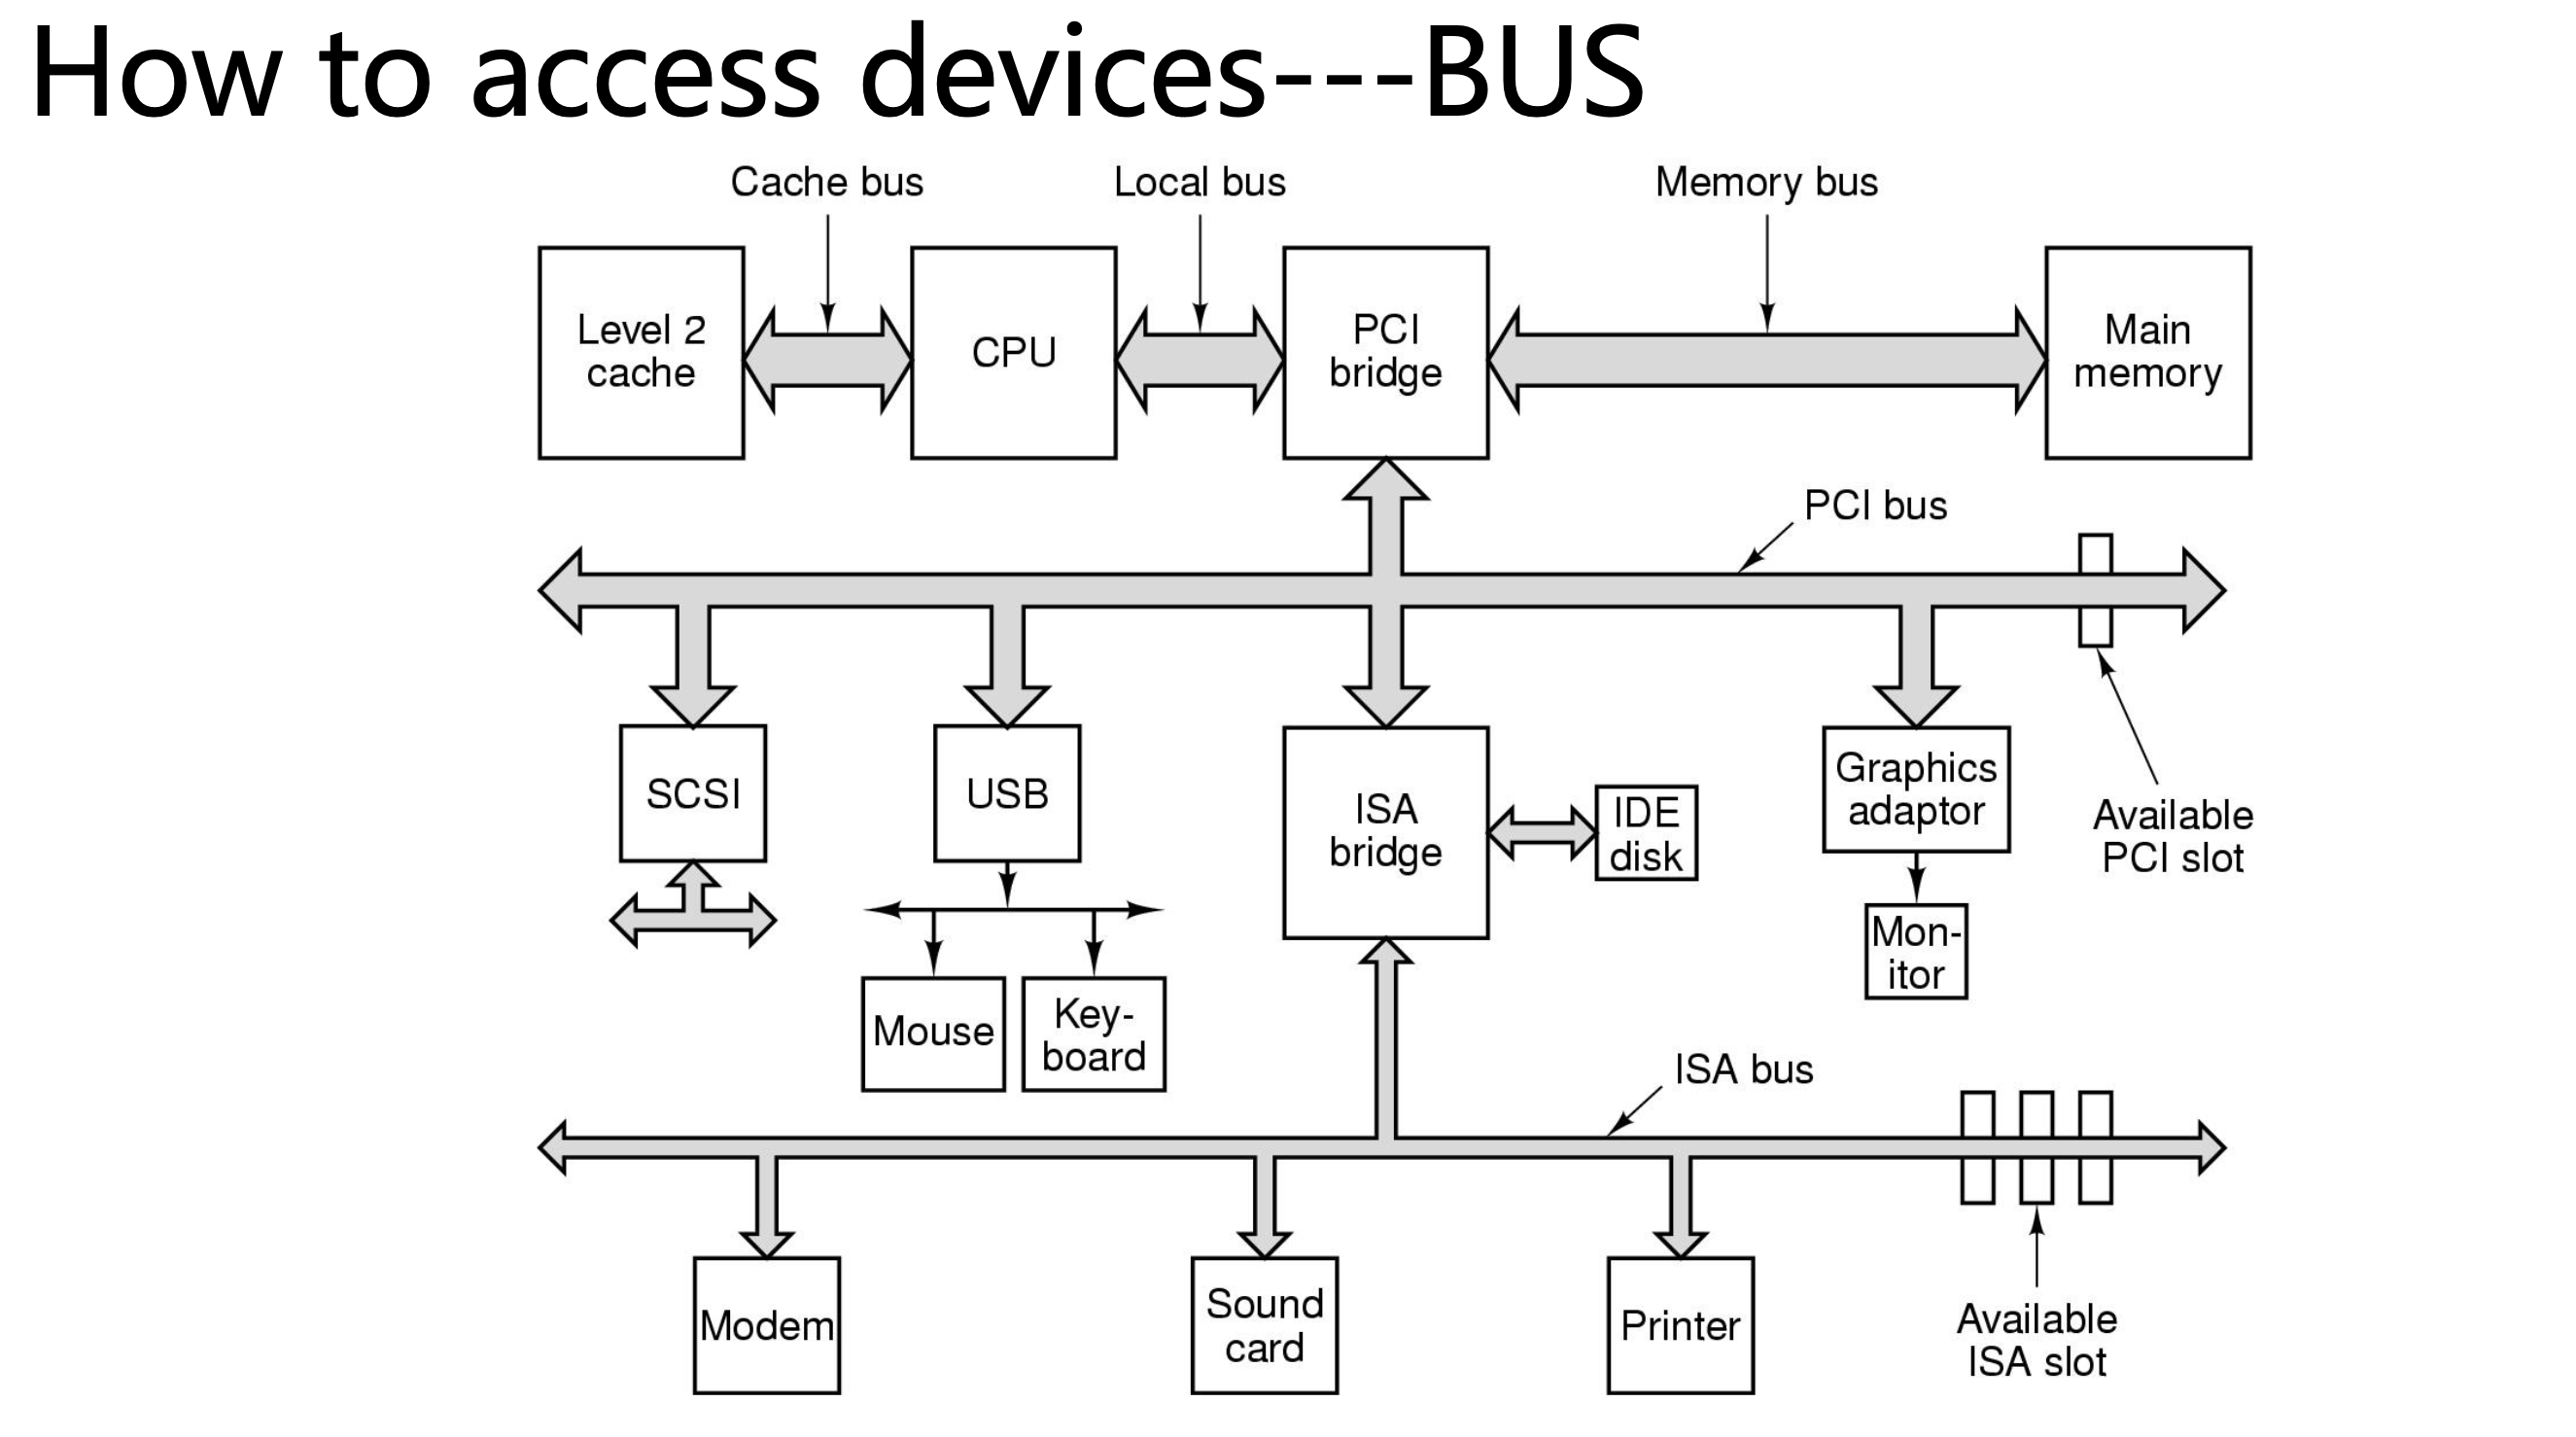 How to access devices---BUS
Cache bus
Local bus
Memory bus
Level 2
cache
CPU
PCI
bridge
Main
memory
PCI bus
SCSI
USB
ISA
bridge
IDE
disk
Graphics
adaptor
Available
PCI slot
Mon-
itor
Mouse
Key-
board
ISA bus
Modem
Sound
card
Printer
Available
ISA slot